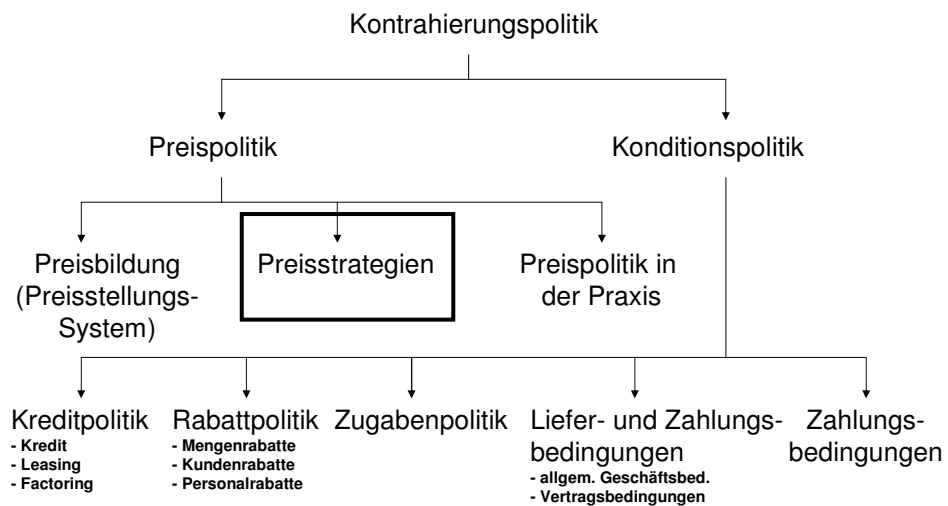 Kontrahierungspolitik
Preispolitik
Konditionspolitik
Preisbildung
(Preisstellungs-
System)
Preisstrategien
Preispolitik in
der Praxis
Kreditpolitik
- Kredit
- Leasing
- Factoring
Rabattpolitik
- Mengenrabatte
- Kundenrabatte
- Personalrabatte
Zugabenpolitik
Liefer- und Zahlungs-
bedingungen
- allgem. Geschäftsbed.
- Vertragsbedingungen
Zahlungs-
bedingungen